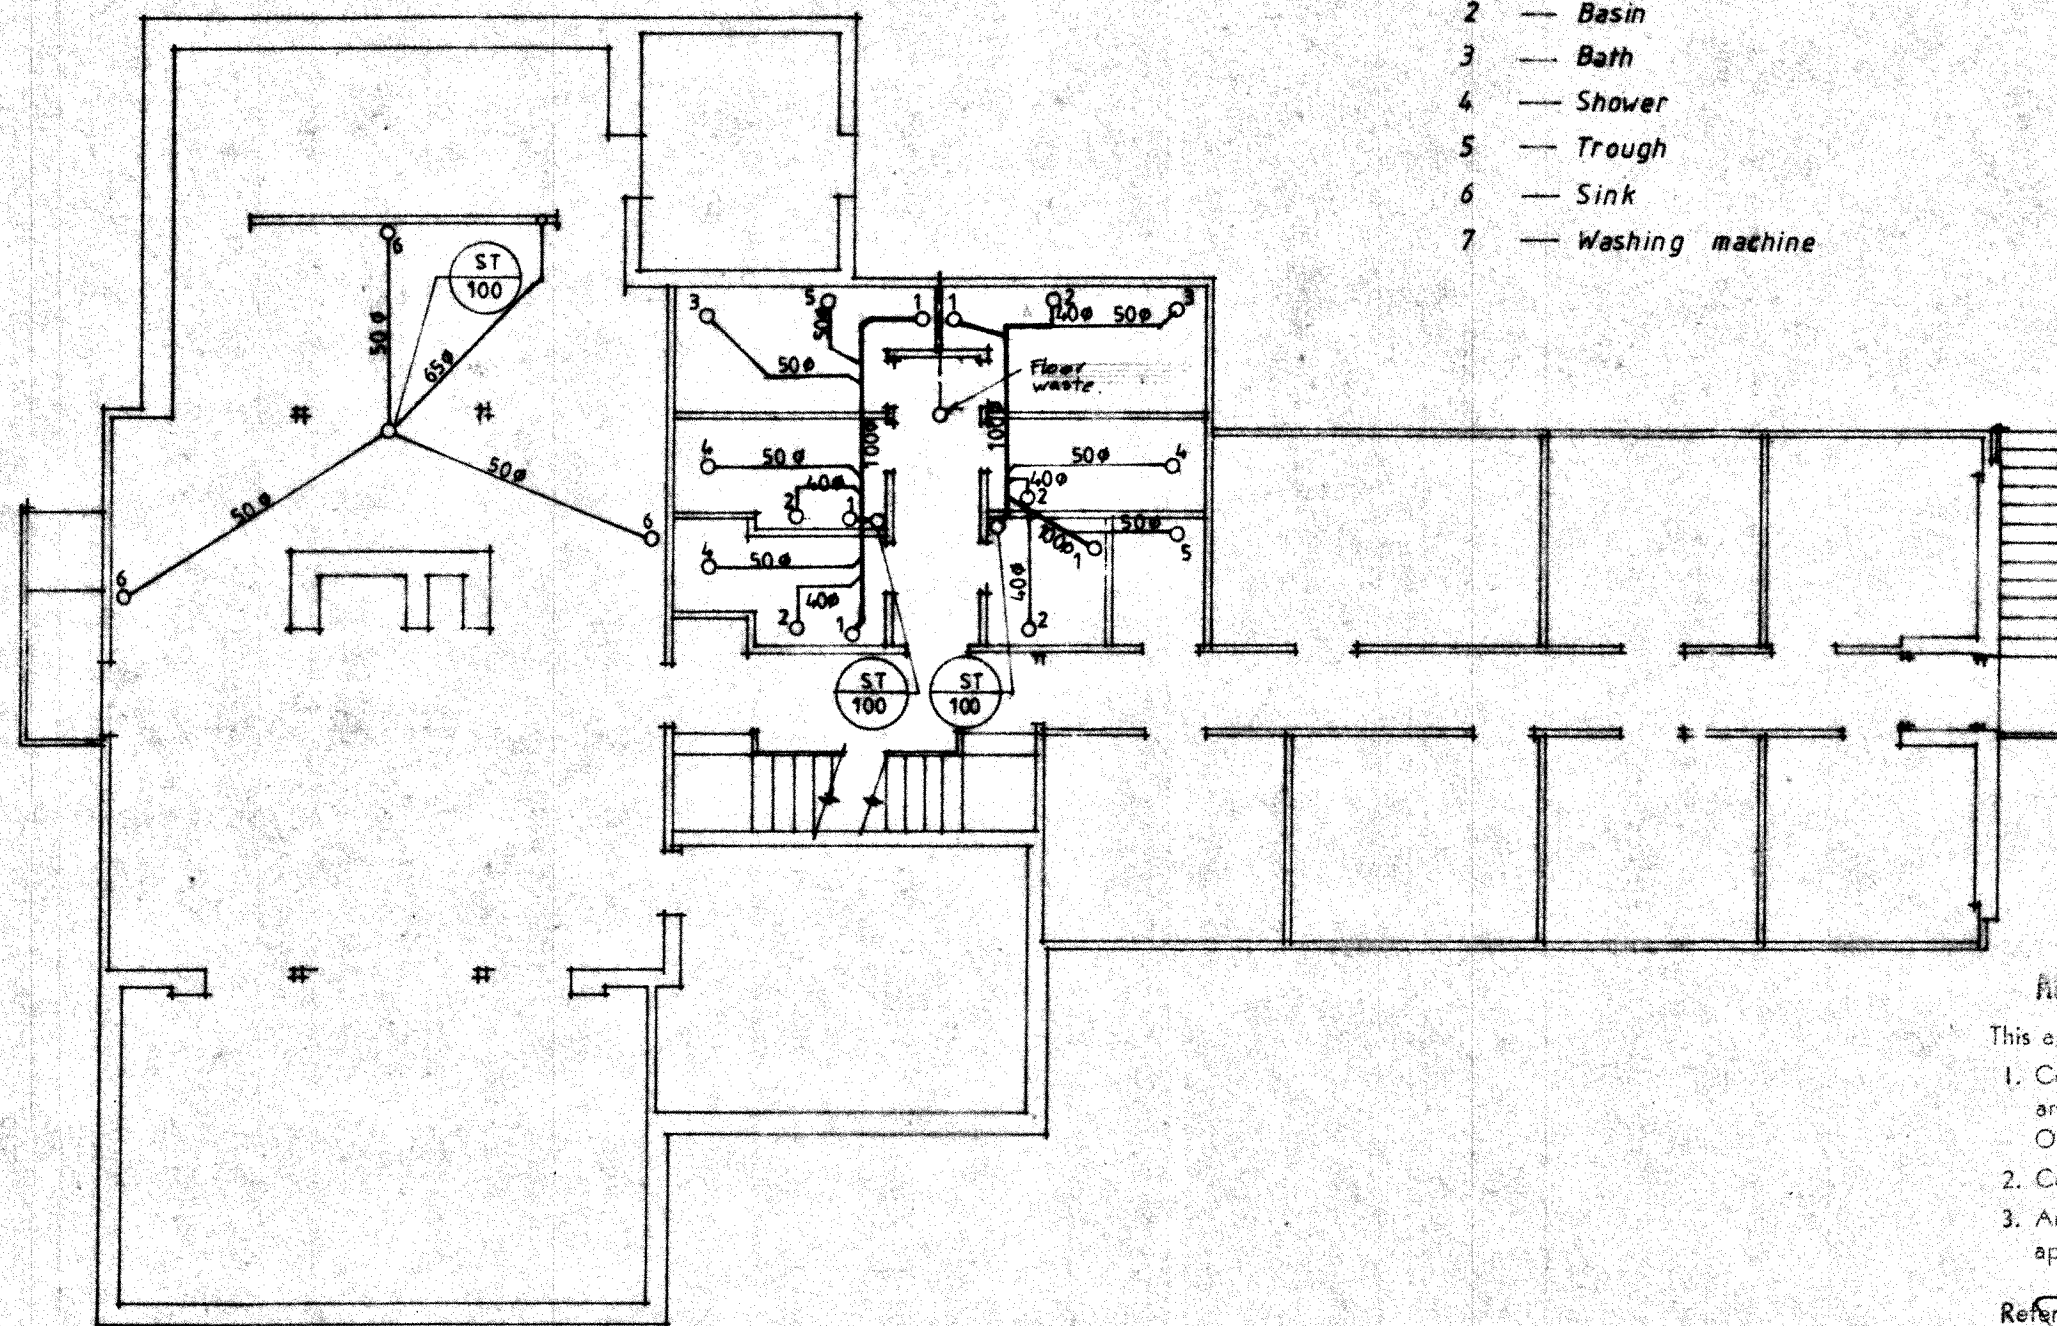 2 — Basin
3 — Bath
4 — Shower
5 — Trough
6 — Sink
7 — Washing machine
6
ST
100
50ø
65ø
50ø
50ø
6
6
3
5
1
1
2
3
50ø
40ø
50ø
50ø
Floor
waste
100ø
100ø
4
50ø
50ø
4
40ø
40ø
2
1
2
50ø
100ø
1
5
4
50ø
40ø
40ø
2
1
2
ST
100
ST
100
This
1.
2.
3.